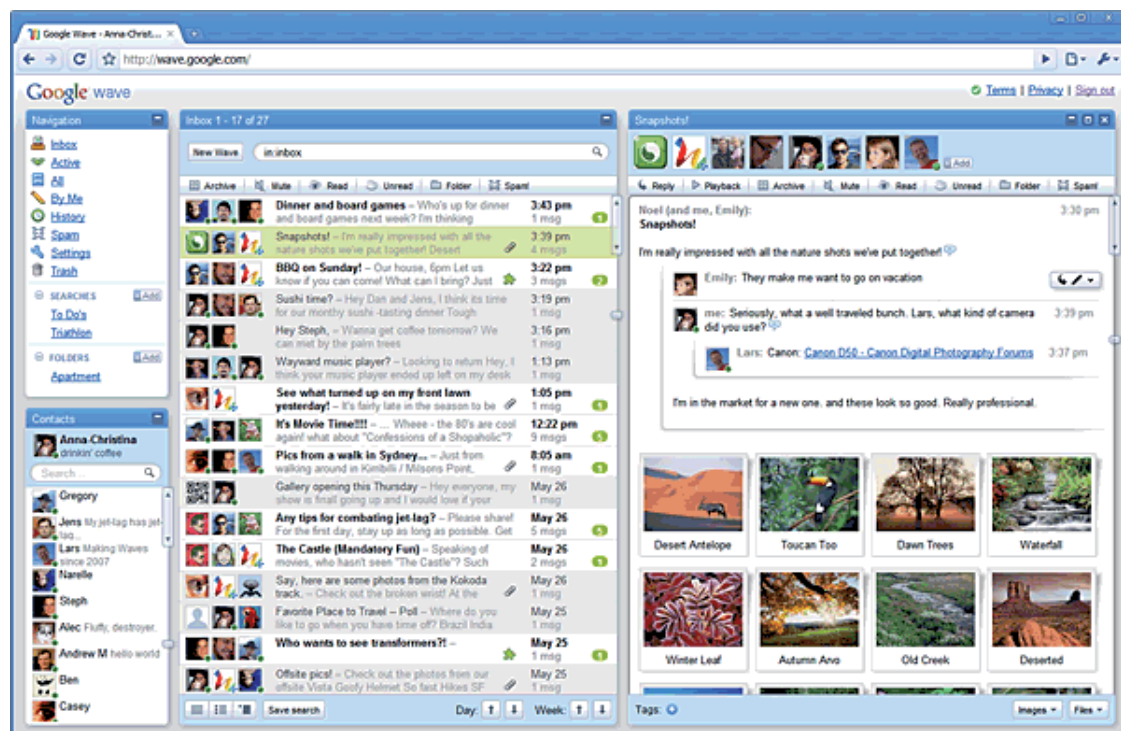 Google Wave - Anna-Christ...
http://wave.google.com/
Google wave
Terms | Privacy | Sign out
Navigation
Inbox
Active
All
By Me
History
Spam
Settings
Trash
SEARCHES Add
To Do's
Triathlon
FOLDERS Add
Apartment
Contacts
Anna-Christina
drinkin' coffee
Search...
Gregory
Jens My jet-lag has jet-
lag...
Lars Making Waves
since 2007
Narelle
Steph
Alec Fluffy, destroyer.
Andrew M hello world
Ben
Casey
Inbox 1 - 17 of 27
New Wave in:inbox
Archive Mute Read Unread Folder Spam
Dinner and board games – Who's up for dinner 3:43 pm
and board games next week? I'm thinking 1 msg 1
Snapshots! – I'm really impressed with all the 3:39 pm
nature shots we've put together! Desert 4 msgs
BBQ on Sunday! – Our house, 6pm Let us 3:22 pm
know if you can come! What can I bring? Just 3 msgs 2
Sushi time? – Hey Dan and Jens, I think its time 3:19 pm
for our monthy sushi-tasting dinner Tough 1 msg
Hey Steph, – Wanna get coffee tomorrow? We 3:16 pm
can met by the palm trees 1 msg
Wayward music player? – Looking to return Hey, I 1:13 pm
think your music player ended up left on my desk 1 msg
See what turned up on my front lawn 1:05 pm
yesterday! – It's fairly late in the season to be 1 msg 1
It's Movie Time!!!! – ... Wheee - the 80's are cool 12:22 pm
again! what about "Confessions of a Shopaholic"? 9 msgs 5
Pics from a walk in Sydney... – Just from 8:05 am
walking around in Kirribilli / Milsons Point, 1 msg 1
Gallery opening this Thursday – Hey everyone, my May 26
show is finall going up and I would love if your 1 msg
Any tips for combating jet-lag? – Please share! May 26
For the first day, stay up as long as possible. Get 5 msgs 5
The Castle (Mandatory Fun) – Speaking of May 26
movies, who hasn't seen "The Castle"? Such 2 msgs
Say, here are some photos from the Kokoda May 26
track. – Check out the broken wrist! At the 1 msg
Favorite Place to Travel – Poll – Where do you May 25
like to go when you have time off? Brazil India 1 msg
Who wants to see transformers?! – May 25
1 msg 1
Offsite pics! – Check out the photos from our May 25
offsite Vista Goofy Helmet So fast Hikes SF 1 msg
Save search Day: Week:
Snapshots!
Add
Reply Playback Archive Mute Read Unread Folder Spam
Noel (and me, Emily): 3:30 pm
Snapshots!
I'm really impressed with all the nature shots we've put together!
Emily: They make me want to go on vacation
me: Seriously, what a well traveled bunch. Lars, what kind of camera 3:39 pm
did you use?
Lars: Canon: Canon D50 - Canon Digital Photography Forums 3:37 pm
I'm in the market for a new one. and these look so good. Really professional.
Desert Antelope Toucan Too Dawn Trees Waterfall
Winter Leaf Autumn Arvo Old Creek Deserted
Tags: Images Files